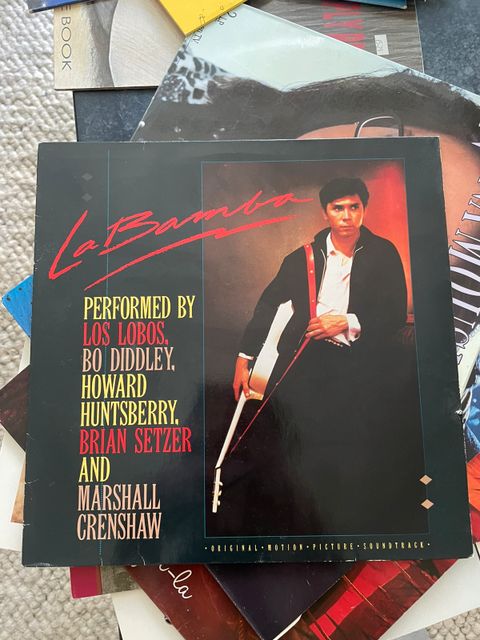 E BOOK
La Bamba
PERFORMED BY
LOS LOBOS,
BO DIDDLEY,
HOWARD
HUNTSBERRY,
BRIAN SETZER
AND
MARSHALL
CRENSHAW
• ORIGINAL • MOTION • PICTURE • SOUNDTRACK •
-la